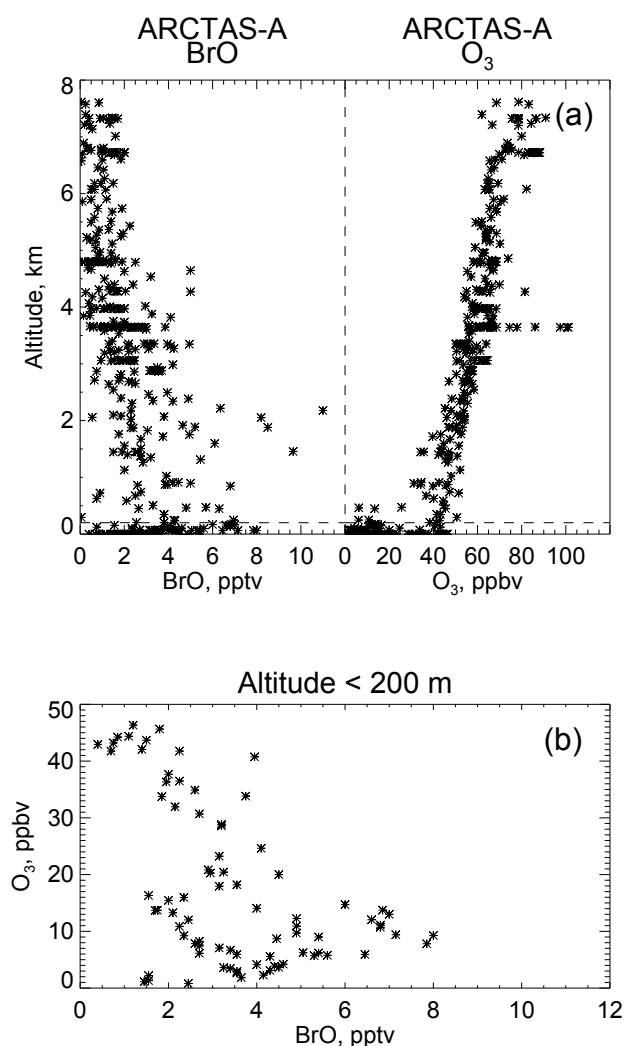 ARCTAS-A ARCTAS-A
BrO O3
8
(a)
6
4
2
0
Altitude, km
0 2 4 6 8 10 0 20 40 60 80 100
BrO, pptv O3, ppbv
Altitude < 200 m
50
(b)
40
30
20
10
0
O3, ppbv
0 2 4 6 8 10 12
BrO, pptv